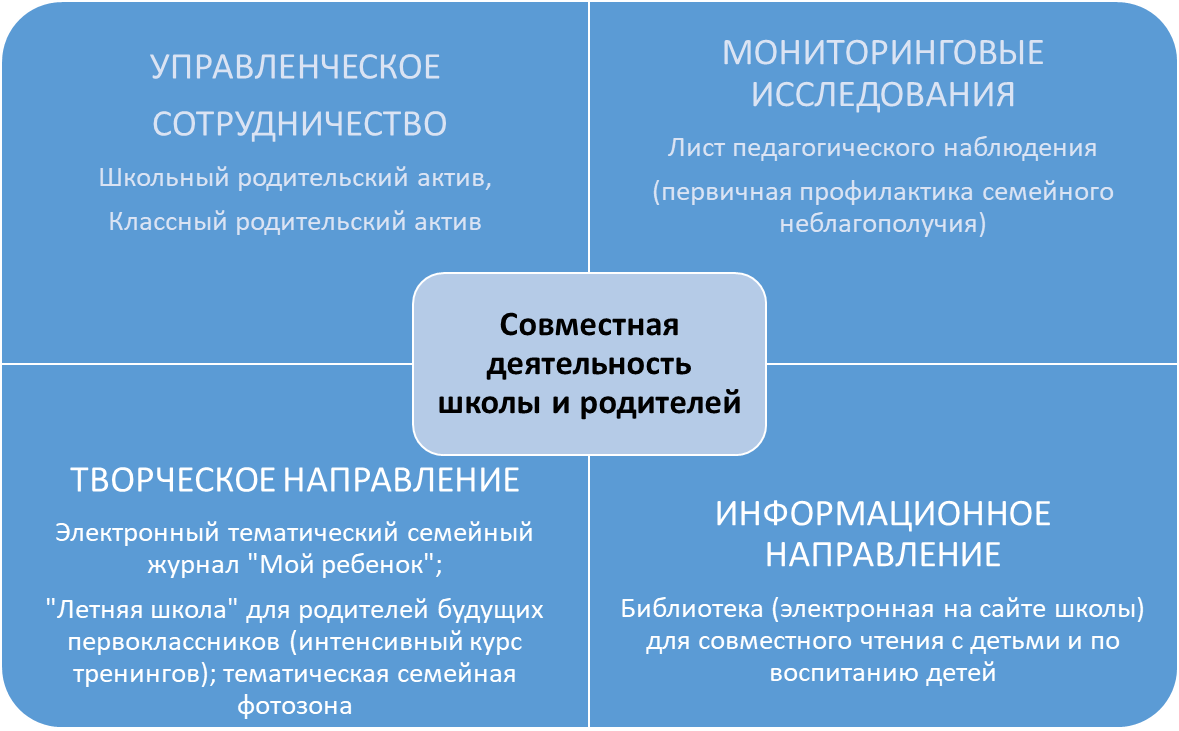 УПРАВЛЕНЧЕСКОЕ
СОТРУДНИЧЕСТВО
Школьный родительский актив,
Классный родительский актив
МОНИТОРИНГОВЫЕ
ИССЛЕДОВАНИЯ
Лист педагогического наблюдения
(первичная профилактика семейного
неблагополучия)
Совместная
деятельность
школы и родителей
ТВОРЧЕСКОЕ НАПРАВЛЕНИЕ
Электронный тематический семейный
журнал "Мой ребенок";
"Летняя школа" для родителей будущих
первоклассников (интенсивный курс
тренингов); тематическая семейная
фотозона
ИНФОРМАЦИОННОЕ
НАПРАВЛЕНИЕ
Библиотека (электронная на сайте школы)
для совместного чтения с детьми и по
воспитанию детей